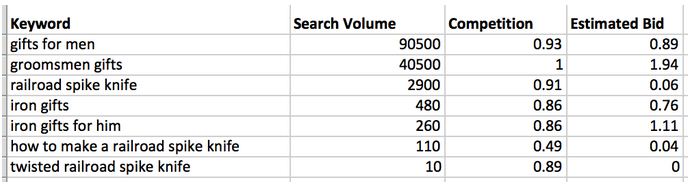 Keyword Search Volume Competition Estimated Bid
gifts for men 90500 0.93 0.89
groomsmen gifts 40500 1 1.94
railroad spike knife 2900 0.91 0.06
iron gifts 480 0.86 0.76
iron gifts for him 260 0.86 1.11
how to make a railroad spike knife 110 0.49 0.04
twisted railroad spike knife 10 0.89 0